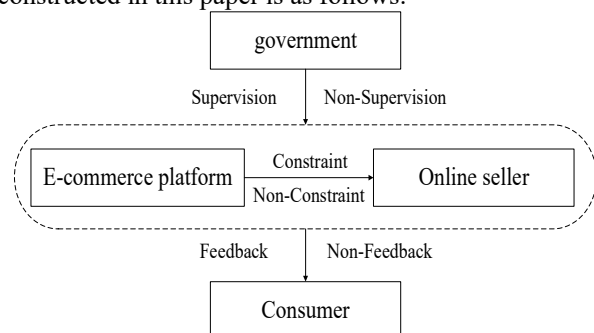 constructed in this paper is as follows:
government
Supervision Non-Supervision
E-commerce platform
Constraint
Non-Constraint
Online seller
Feedback Non-Feedback
Consumer